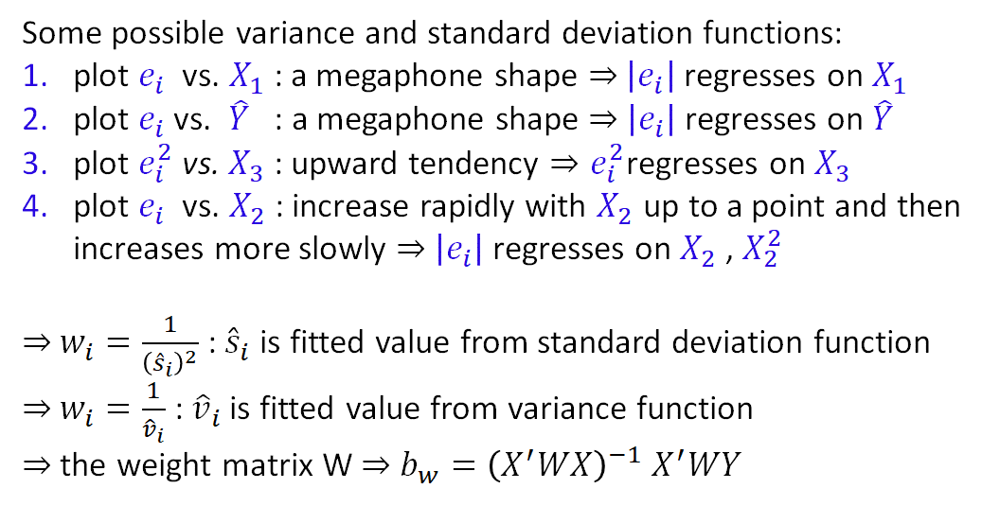 Some possible variance and standard deviation functions:
1. plot $e_i$ vs. $X_1$ : a megaphone shape ⇒ $|e_i|$ regresses on $X_1$
2. plot $e_i$ vs. $\hat{Y}$ : a megaphone shape ⇒ $|e_i|$ regresses on $\hat{Y}$
3. plot $e_i^2$ vs. $X_3$ : upward tendency ⇒ $e_i^2$ regresses on $X_3$
4. plot $e_i$ vs. $X_2$ : increase rapidly with $X_2$ up to a point and then
increases more slowly ⇒ $|e_i|$ regresses on $X_2$ , $X_2^2$
⇒ $w_i = \frac{1}{(\hat{s}_i)^2}$ : $\hat{s}_i$ is fitted value from standard deviation function
⇒ $w_i = \frac{1}{\hat{v}_i}$ : $\hat{v}_i$ is fitted value from variance function
⇒ the weight matrix W ⇒ $b_w = (X'WX)^{-1} X'WY$